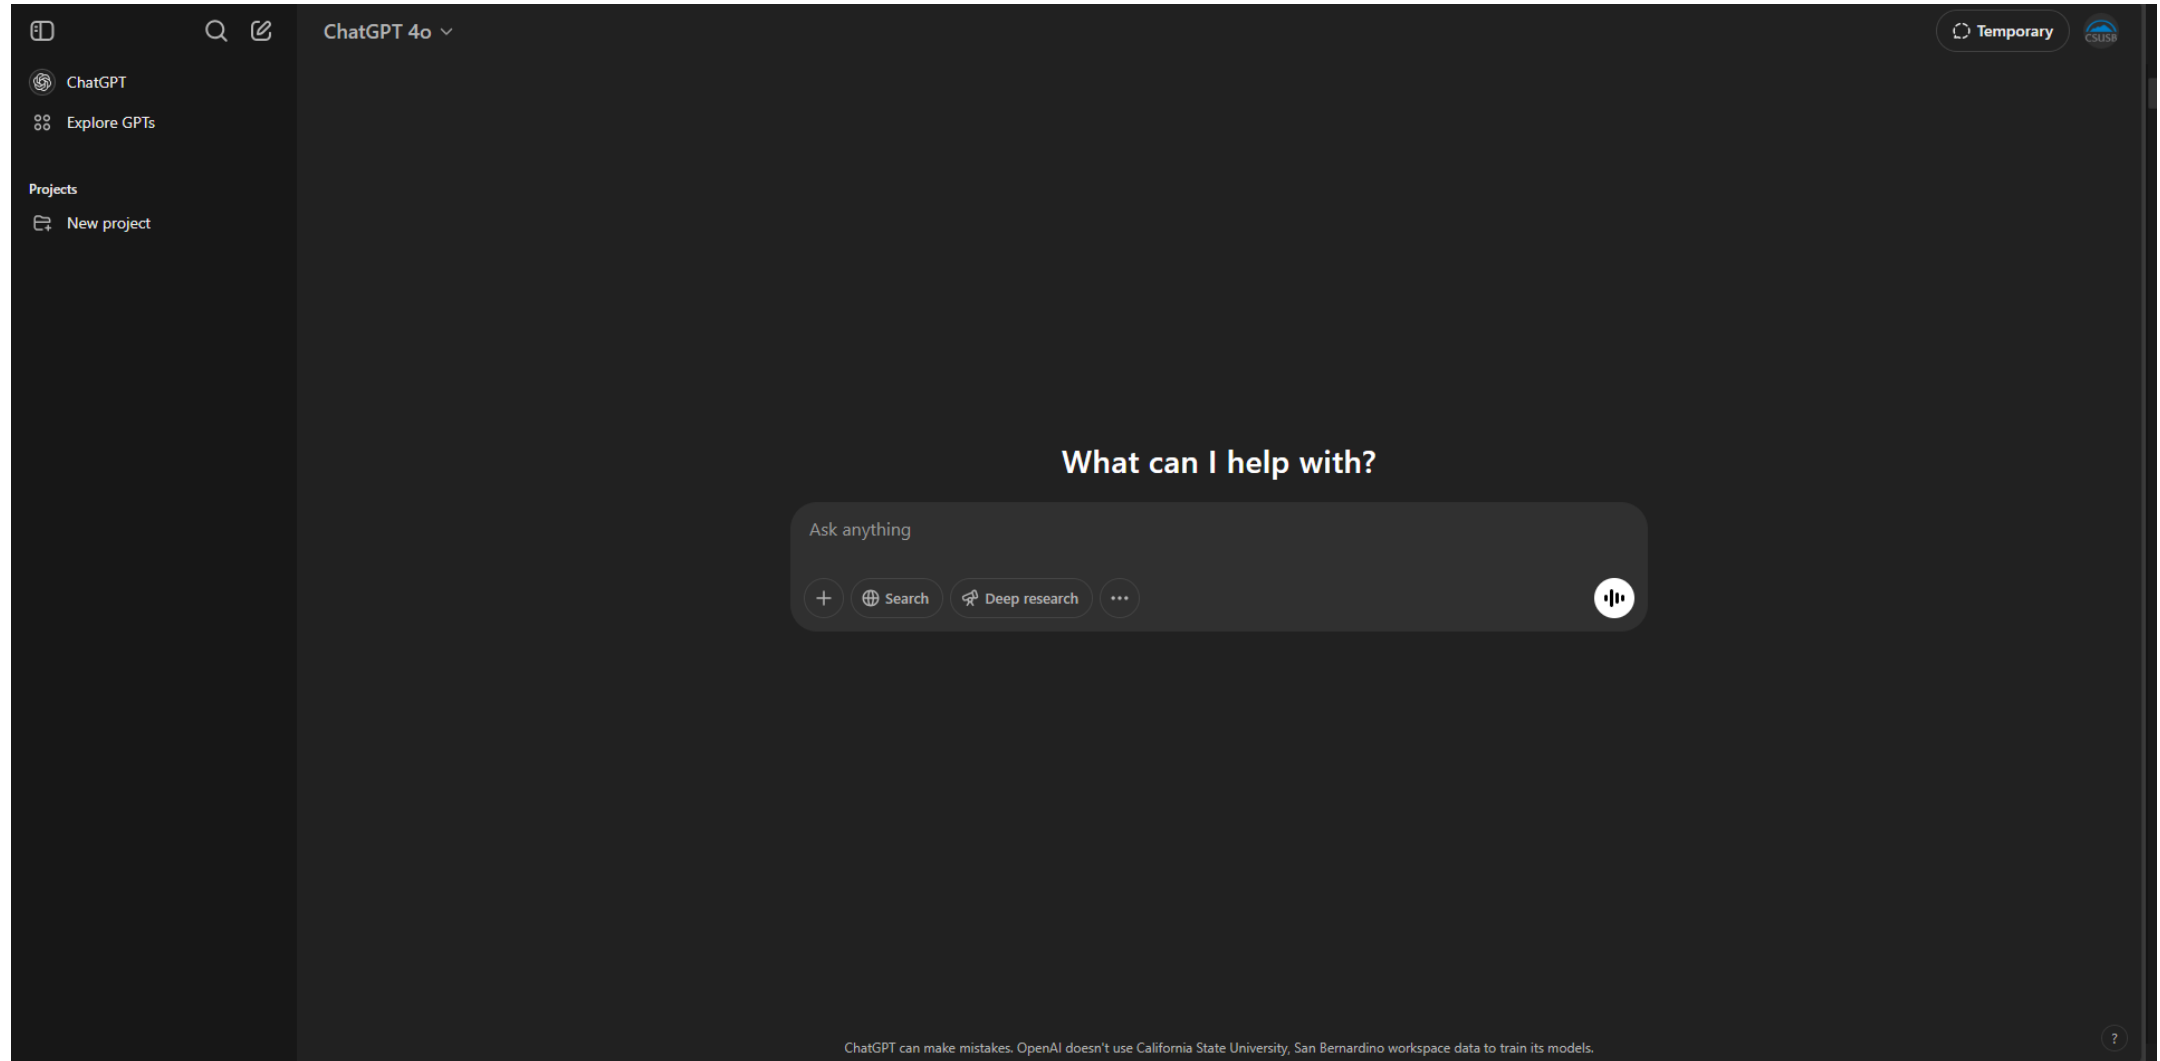 ChatGPT 4o
Temporary
CSUSB
ChatGPT
Explore GPTs
Projects
New project
What can I help with?
Ask anything
Search
Deep research
ChatGPT can make mistakes. OpenAI doesn't use California State University, San Bernardino workspace data to train its models.
?